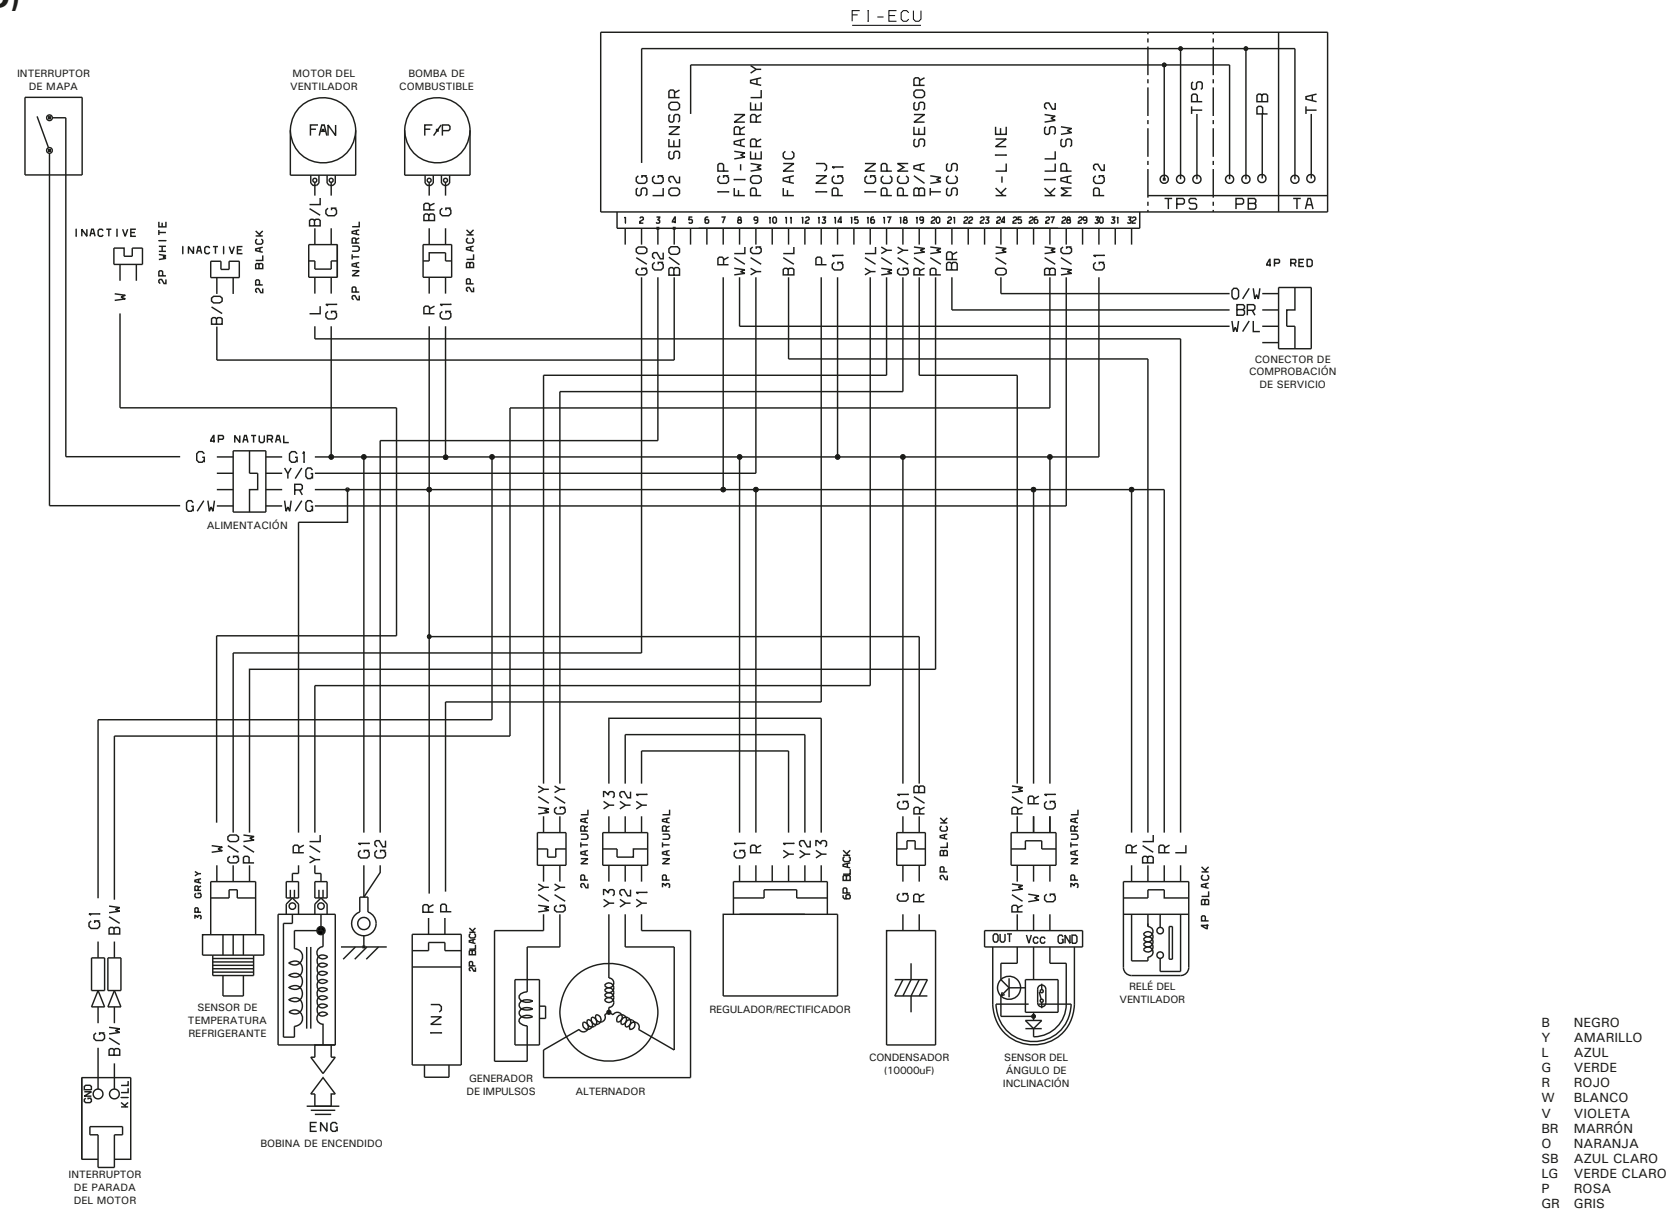 FI-ECU
INTERRUPTOR
DE MAPA
MOTOR DEL
VENTILADOR
BOMBA DE
COMBUSTIBLE
FAN
F/P
SG
LG
O2 SENSOR
IGP
FI-WARN
POWER RELAY
FANC
INJ
PG1
IGN
PCP
PCM
B/A SENSOR
TW
SCS
K-LINE
KILL SW2
MAP SW
PG2
TPS
PB
TA
TPS PB TA
1 2 3 4 5 6 7 8 9 10 11 12 13 14 15 16 17 18 19 20 21 22 23 24 25 26 27 28 29 30 31 32
G/O G2 B/O R W/L Y/G B/L P G1 Y/L W/Y G/Y R/W P/W BR O/W B/W W/G G1
B/L G
BR G
INACTIVE
2P WHITE
INACTIVE
2P BLACK
2P NATURAL
2P BLACK
W
B/O
L G1
R G1
4P RED
O/W
BR
W/L
CONECTOR DE
COMPROBACIÓN
DE SERVICIO
4P NATURAL
G G1
Y/G
R
G/W W/G
ALIMENTACIÓN
W G/O P/W
3P GRAY
R Y/L
G1 G2
R P
2P BLACK
W/Y G/Y
2P NATURAL
W/Y G/Y
Y3 Y2 Y1
3P NATURAL
Y3 Y2 Y1
G1 R Y1 Y2 Y3
6P BLACK
G1 R/B
2P BLACK
G R
R/W R G1
3P NATURAL
R/W W G
OUT Vcc GND
R B/L R L
4P BLACK
G1 B/W
G B/W
GND KILL
INTERRUPTOR
DE PARADA
DEL MOTOR
SENSOR DE
TEMPERATURA
REFRIGERANTE
ENG
BOBINA DE ENCENDIDO
INJ
GENERADOR
DE IMPULSOS
ALTERNADOR
REGULADOR/RECTIFICADOR
CONDENSADOR
(10000uF)
SENSOR DEL
ÁNGULO DE
INCLINACIÓN
RELÉ DEL
VENTILADOR
B NEGRO
Y AMARILLO
L AZUL
G VERDE
R ROJO
W BLANCO
V VIOLETA
BR MARRÓN
O NARANJA
SB AZUL CLARO
LG VERDE CLARO
P ROSA
GR GRIS